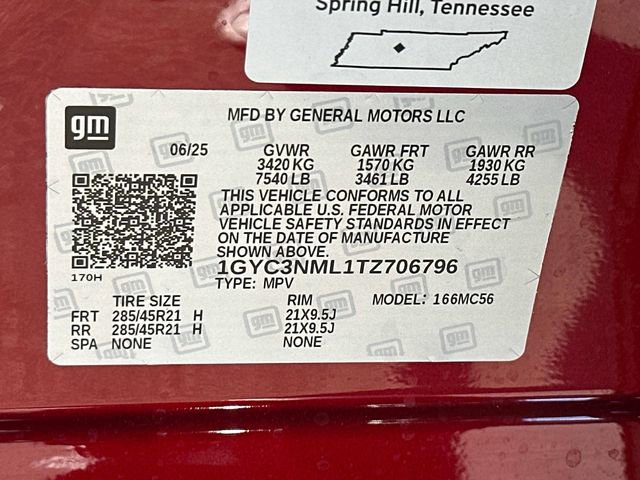 Spring Hill, Tennessee
gm
MFD BY GENERAL MOTORS LLC
06/25 GVWR GAWR FRT GAWR RR
3420 KG 1570 KG 1930 KG
7540 LB 3461 LB 4255 LB
THIS VEHICLE CONFORMS TO ALL
APPLICABLE U.S. FEDERAL MOTOR
VEHICLE SAFETY STANDARDS IN EFFECT
ON THE DATE OF MANUFACTURE
SHOWN ABOVE.
1GYC3NML1TZ706796
170H
TYPE: MPV
TIRE SIZE RIM MODEL: 166MC56
FRT 285/45R21 H 21X9.5J
RR 285/45R21 H 21X9.5J
SPA NONE NONE